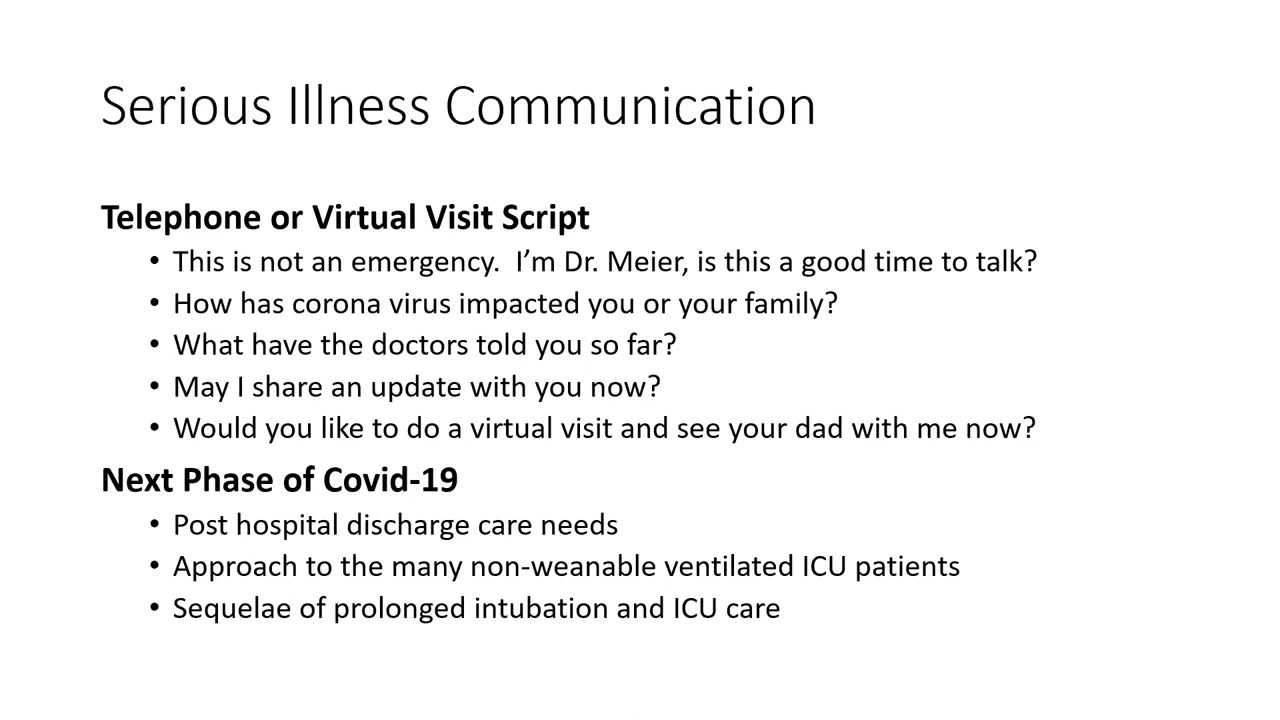 Serious Illness Communication
Telephone or Virtual Visit Script
• This is not an emergency.  I’m Dr. Meier, is this a good time to talk?
• How has corona virus impacted you or your family?
• What have the doctors told you so far?
• May I share an update with you now?
• Would you like to do a virtual visit and see your dad with me now?
Next Phase of Covid-19
• Post hospital discharge care needs
• Approach to the many non-weanable ventilated ICU patients
• Sequelae of prolonged intubation and ICU care